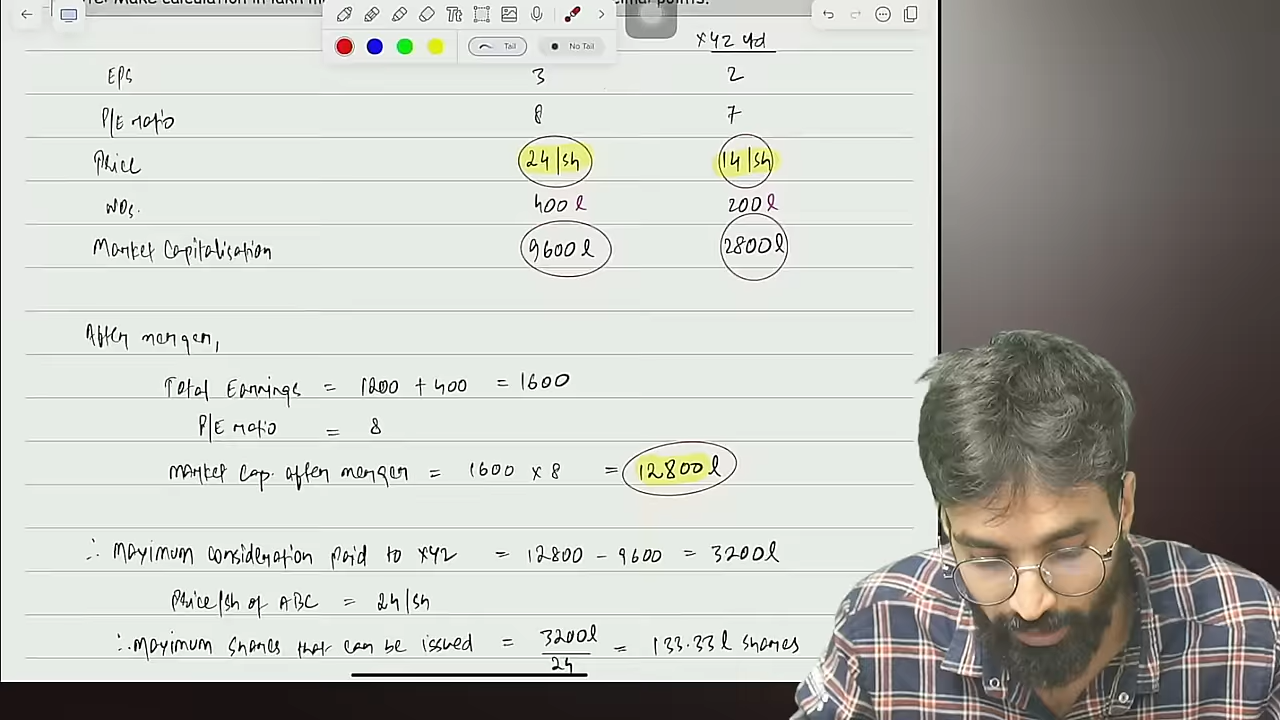 XYZ Ltd
Tail No Tail
EPS 3 2
P/E ratio 8 7
Price 24/sh 14/sh
NOs. 400 l 200 l
Market Capitalisation 9600 l 2800 l
After merger,
Total Earnings = 1200 + 400 = 1600
P/E ratio = 8
Market Cap. after merger = 1600 x 8 = 12800 l
∴ Maximum consideration paid to XYZ = 12800 - 9600 = 3200 l
Price/sh of ABC = 24/sh
∴ Maximum shares that can be issued = 3200 l / 24 = 133.33 l shares